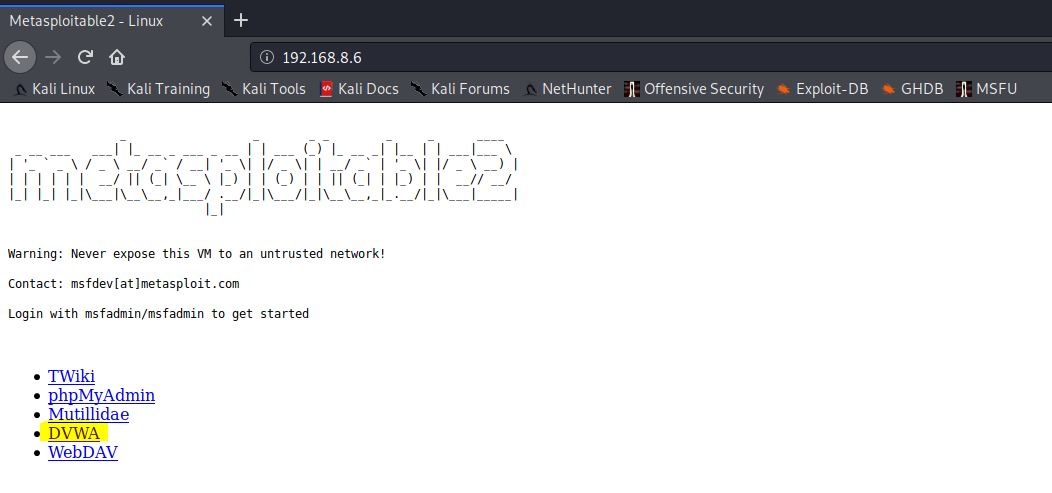 Metasploitable2 - Linux
192.168.8.6
Kali Linux Kali Training Kali Tools Kali Docs Kali Forums NetHunter Offensive Security Exploit-DB GHDB MSFU
metasploitable2
Warning: Never expose this VM to an untrusted network!
Contact: msfdev[at]metasploit.com
Login with msfadmin/msfadmin to get started
TWiki
phpMyAdmin
Mutillidae
DVWA
WebDAV